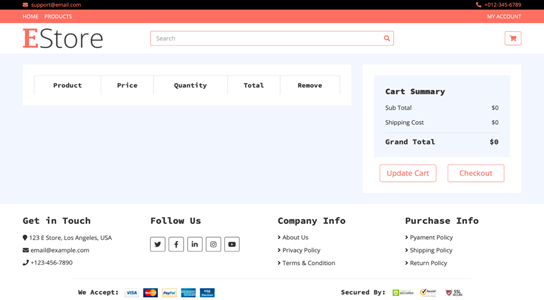 support@email.com +012-345-6789
HOME PRODUCTS MY ACCOUNT
EStore Search
Product Price Quantity Total Remove
Cart Summary
Sub Total $0
Shipping Cost $0
Grand Total $0
Update Cart Checkout
Get in Touch Follow Us Company Info Purchase Info
123 E Store, Los Angeles, USA About Us Pyament Policy
email@example.com Privacy Policy Shipping Policy
+123-456-7890 Terms & Condition Return Policy
We Accept: VISA PayPal Secured By: